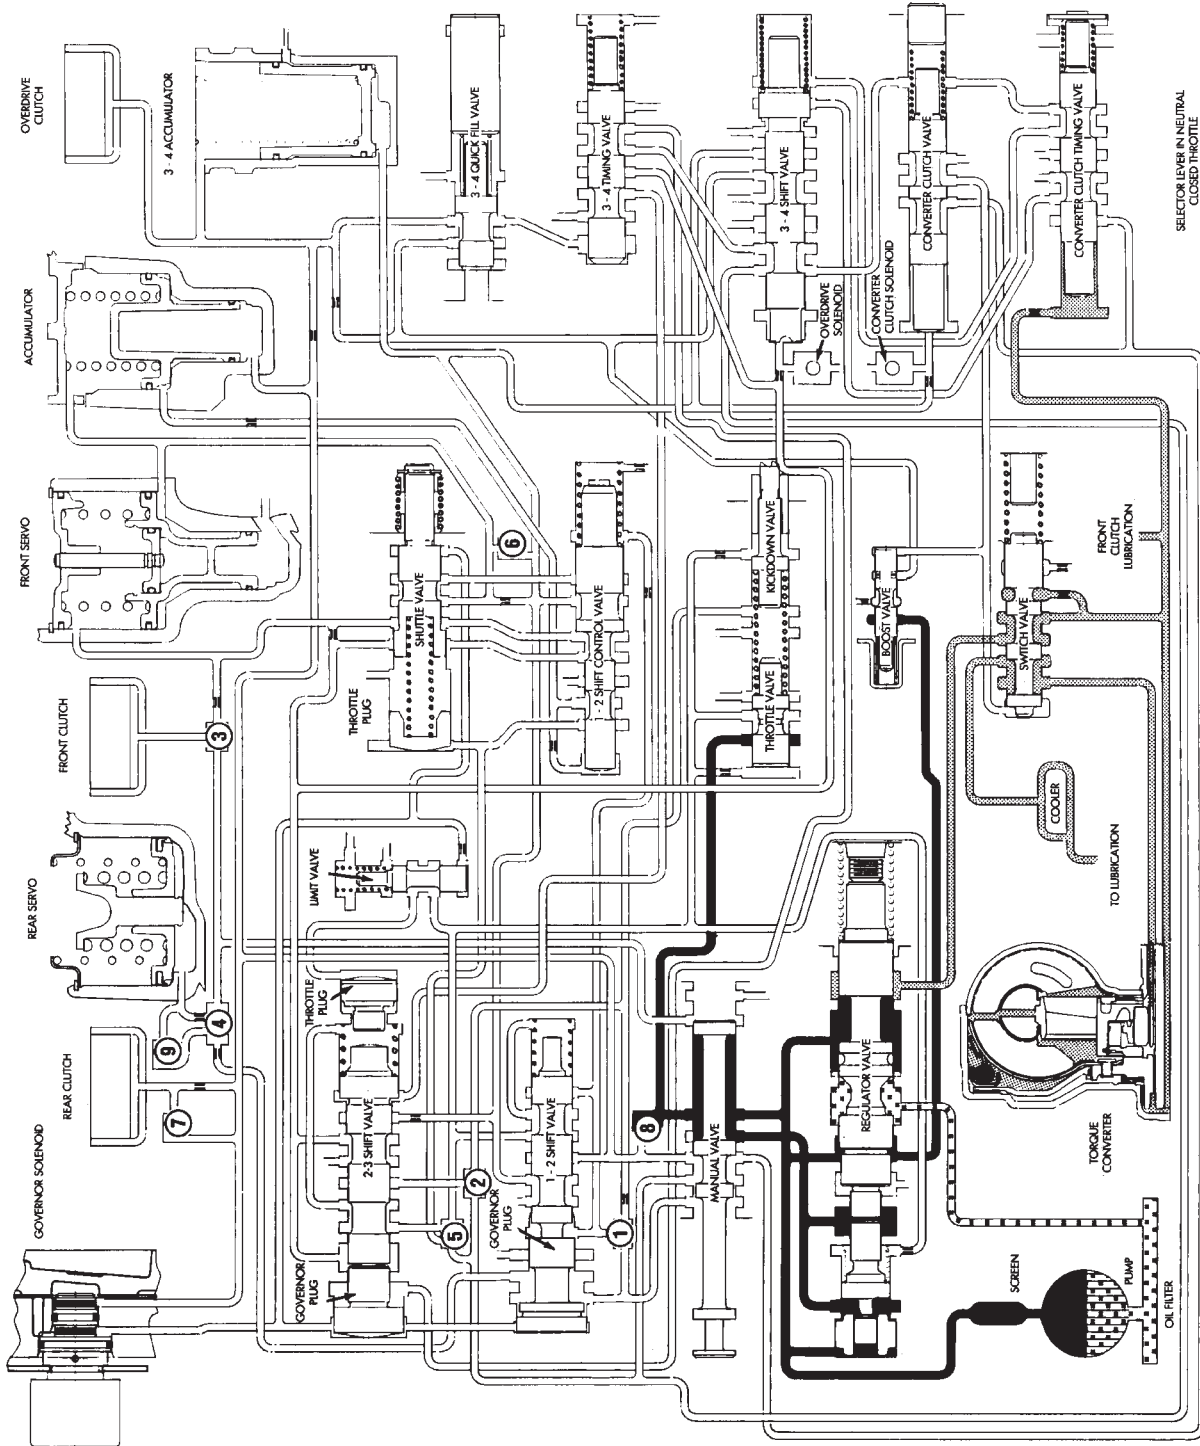 OVERDRIVE
CLUTCH
3 - 4 ACCUMULATOR
3 - 4 QUICK FILL VALVE
3 - 4 TIMING VALVE
3 - 4 SHIFT VALVE
CONVERTER CLUTCH VALVE
CONVERTER CLUTCH TIMING VALVE
SELECTOR LEVER IN NEUTRAL
CLOSED THROTTLE
ACCUMULATOR
OVERDRIVE
SOLENOID
CONVERTER
CLUTCH SOLENOID
FRONT SERVO
SHUTTLE VALVE
6
1 - 2 SHIFT CONTROL VALVE
KICKDOWN VALVE
BOOST VALVE
SWITCH VALVE
FRONT
CLUTCH
LUBRICATION
FRONT CLUTCH
3
THROTTLE
PLUG
THROTTLE VALVE
COOLER
TO LUBRICATION
REAR SERVO
LIMIT VALVE
REAR CLUTCH
7
9
4
THROTTLE
PLUG
2-3 SHIFT VALVE
5
2
1 - 2 SHIFT VALVE
8
MANUAL VALVE
REGULATOR VALVE
TORQUE
CONVERTER
GOVERNOR SOLENOID
GOVERNOR
PLUG
GOVERNOR
PLUG
1
SCREEN
PUMP
OIL FILTER